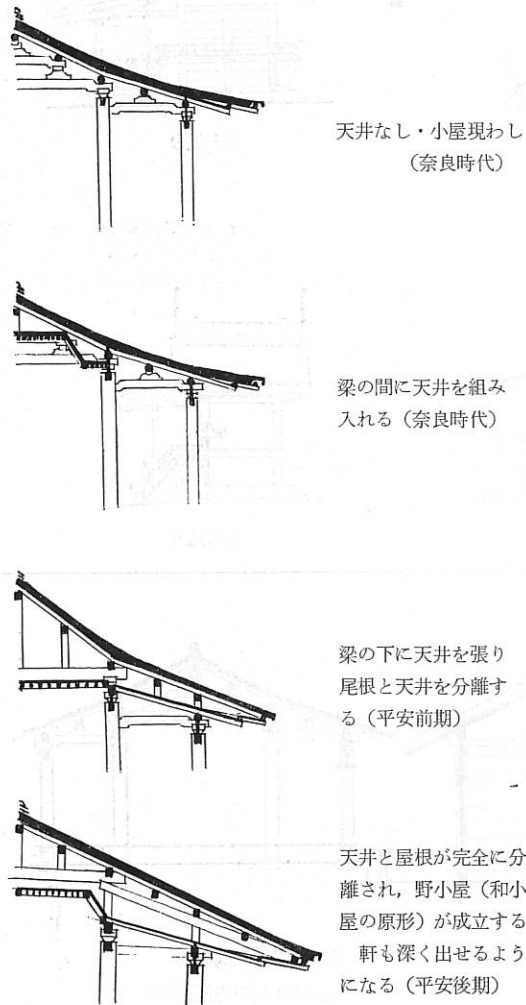 天井なし・小屋現わし
（奈良時代）
梁の間に天井を組み
入れる（奈良時代）
梁の下に天井を張り
尾根と天井を分離す
る（平安前期）
天井と屋根が完全に分
離され，野小屋（和小
屋の原形）が成立する
軒も深く出せるよう
になる（平安後期）